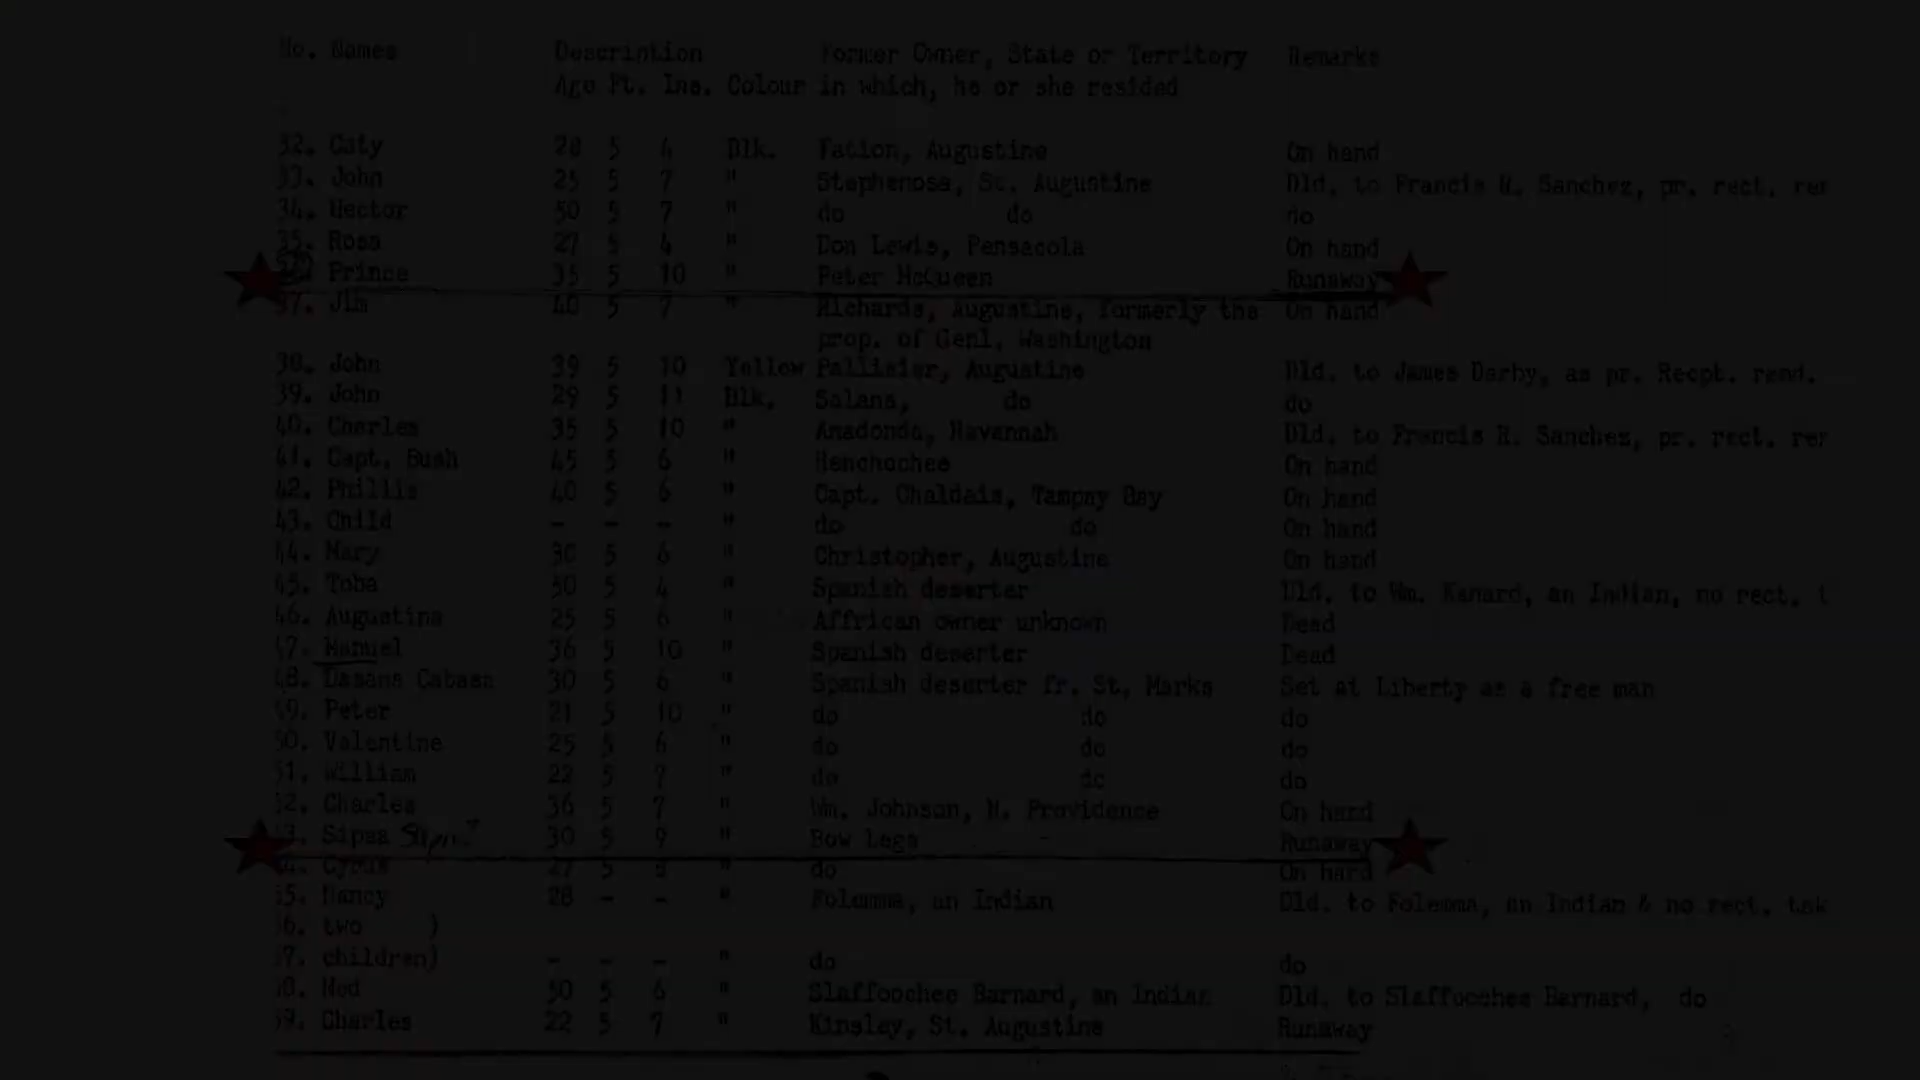 No. Names Description Former Owner, State or Territory Remarks
Age Ft. Ins. Colour in which, he or she resided
32. Caty 28 5 4 Blk. Fation, Augustine On hand
33. John 25 5 7 " Stephenosa, St. Augustine Dld. to Francis R. Sanchez, pr. rect. rer
34. Hector 50 5 7 " do do do
35. Rosa 27 5 4 " Don Lewis, Pensacola On hand
Prince 35 5 10 " Peter McQueen Runaway
37. Jim 40 5 7 " Richards, Augustine, formerly the On hand
prop. of Genl. Washington
38. John 39 5 10 Yellow Pallisier, Augustine Dld. to James Darby, as pr. Recpt. rend.
39. John 29 5 11 Blk. Salana, do do
40. Charles 35 5 10 " Amadonda, Havannah Dld. to Francis R. Sanchez, pr. rect. rer
41. Capt. Bush 45 5 6 " Henchochee On hand
42. Phillis 40 5 6 " Capt. Chaldais, Tampay Bay On hand
43. Child - - - " do do On hand
44. Mary 30 5 6 " Christopher, Augustine On hand
45. Toba 50 5 4 " Spanish deserter Dld. to Wm. Kanard, an Indian, no rect. t
46. Augustina 25 5 6 " Affrican owner unknown Dead
47. Manuel 36 5 10 " Spanish deserter Dead
48. Dasana Cabasa 30 5 6 " Spanish deserter fr. St. Marks Set at Liberty as a free man
49. Peter 21 5 10 " do do do
50. Valentine 25 5 6 " do do do
51. William 22 5 7 " do do do
52. Charles 36 5 7 " Wm. Johnson, N. Providence On hand
53. Sipsa 30 5 9 " Bow Legs Runaway
54. Cyrus 27 5 8 " do On hand
55. Nancy 28 - - " Folemma, an Indian Dld. to Folemma, an Indian & no rect. tak
56. two )
57. children) - - - " do do
58. Ned 50 5 6 " Slaffoochee Barnard, an Indian Dld. to Slaffoochee Barnard, do
59. Charles 22 5 7 " Kinsley, St. Augustine Runaway